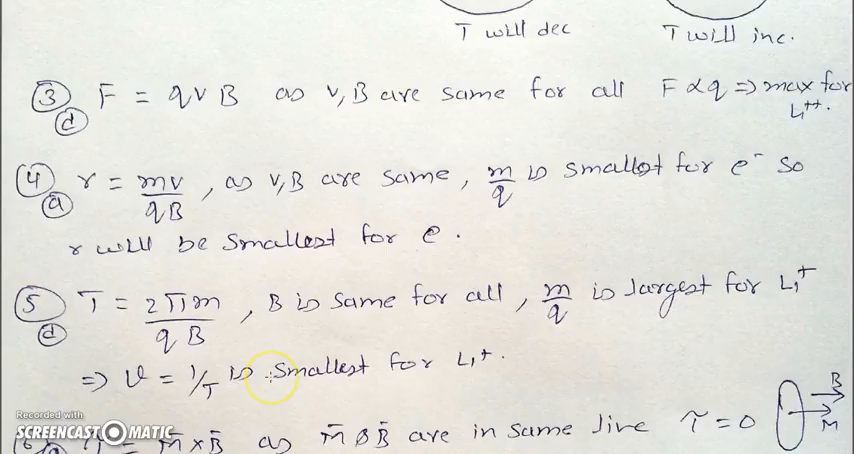 T will dec T will inc.
③ F = qvB as v, B are same for all F ∝ q ⇒ max for
ⓓ Li⁺⁺.
④ r = mv/qB, as v, B are same, m/q is smallest for e⁻ so
ⓐ
r will be smallest for e.
⑤ T = 2πm/qB, B is same for all, m/q is largest for Li⁺
ⓓ
⇒ ν = 1/T is smallest for Li⁺.
B
M
τ = M̄ × B̄ as M̄ & B̄ are in same line τ = 0
Recorded with
SCREENCAST-O-MATIC